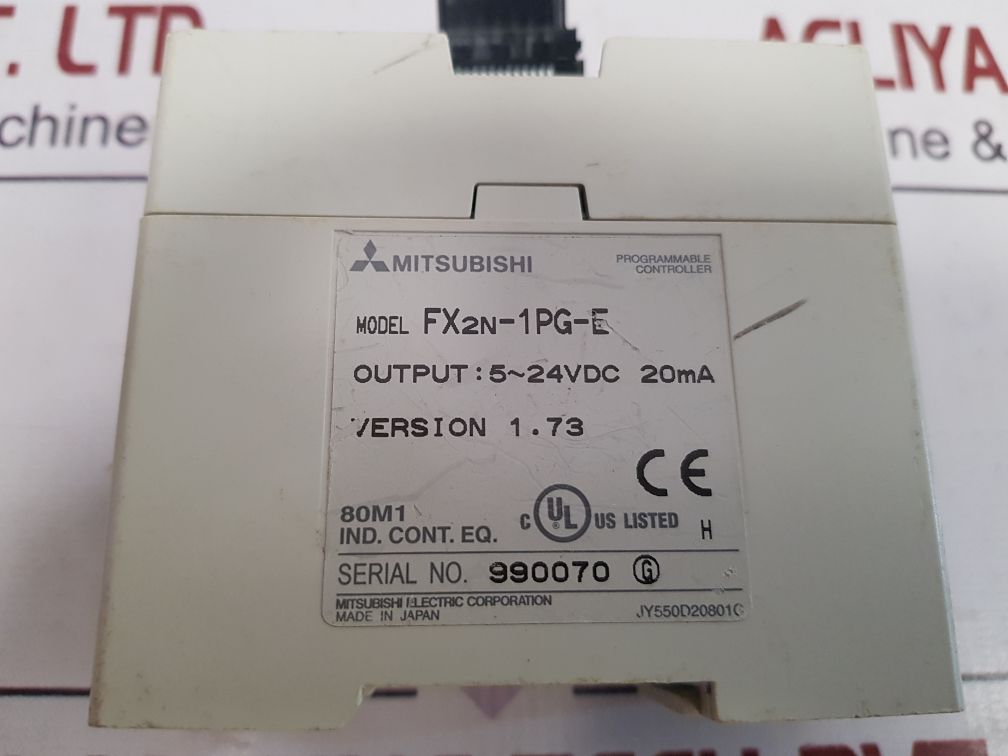 T. LTD
chine
AGLIYA
ne &
MITSUBISHI
PROGRAMMABLE
CONTROLLER
MODEL FX2N-1PG-E
OUTPUT:5~24VDC 20mA
VERSION 1.73
CE
C UL ® US LISTED
80M1
IND. CONT. EQ.
H
SERIAL NO. 990070 G
MITSUBISHI ELECTRIC CORPORATION
MADE IN JAPAN
JY550D20801G